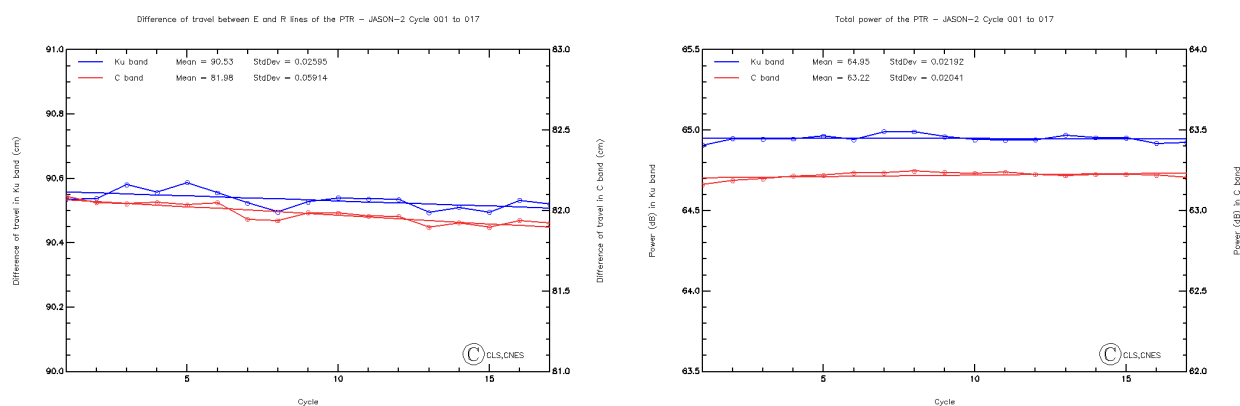 Difference of travel between E and R lines of the PTR - JASON-2 Cycle 001 to 017
91.0
90.8
90.6
90.4
90.2
90.0
Difference of travel in Ku band (cm)
Ku band Mean = 90.53 StdDev = 0.02595
C band Mean = 81.98 StdDev = 0.05914
83.0
82.5
82.0
81.5
81.0
Difference of travel in C band (cm)
© CLS,CNES
5 10 15
Cycle
Total power of the PTR - JASON-2 Cycle 001 to 017
65.5
65.0
64.5
64.0
63.5
Power (dB) in Ku band
Ku band Mean = 64.95 StdDev = 0.02192
C band Mean = 63.22 StdDev = 0.02041
64.0
63.5
63.0
62.5
62.0
Power (dB) in C band
© CLS,CNES
5 10 15
Cycle